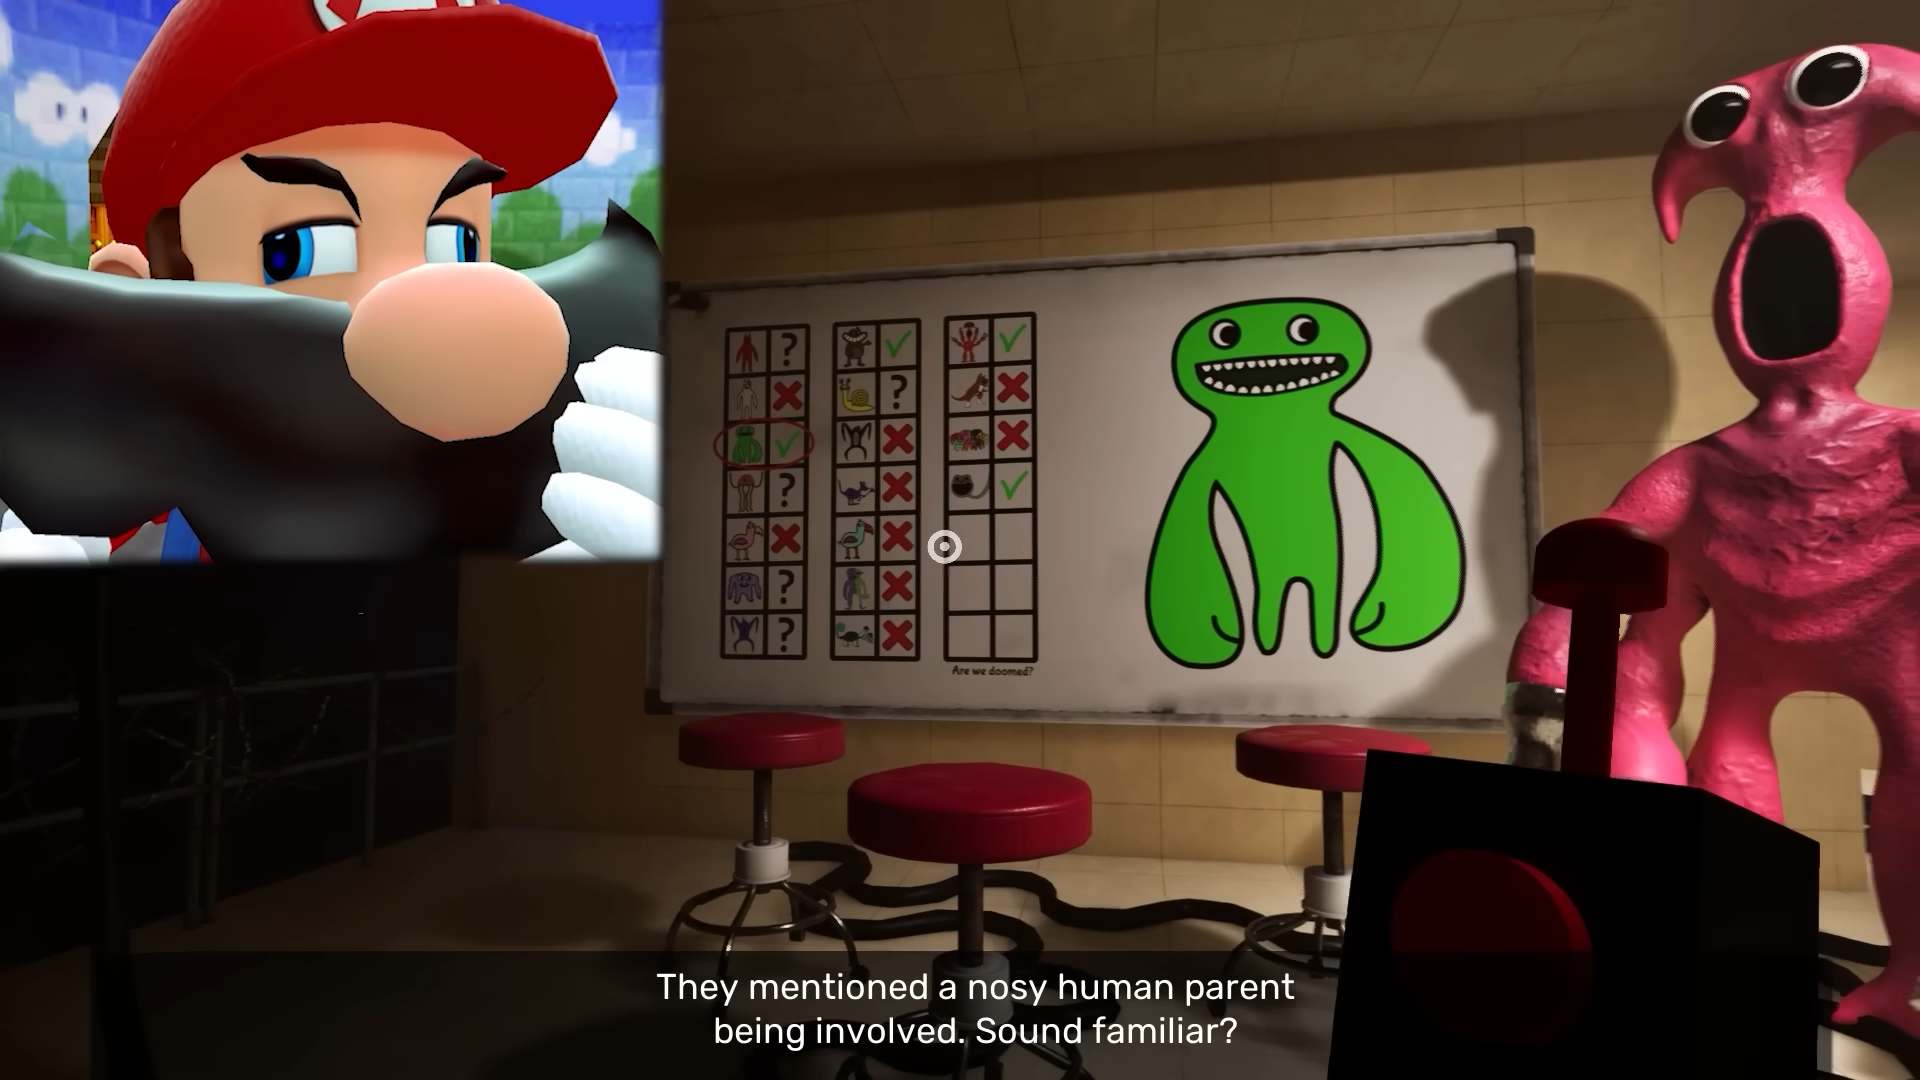 ?
?
?
?
?
Are we doomed?
They mentioned a nosy human parent
being involved. Sound familiar?